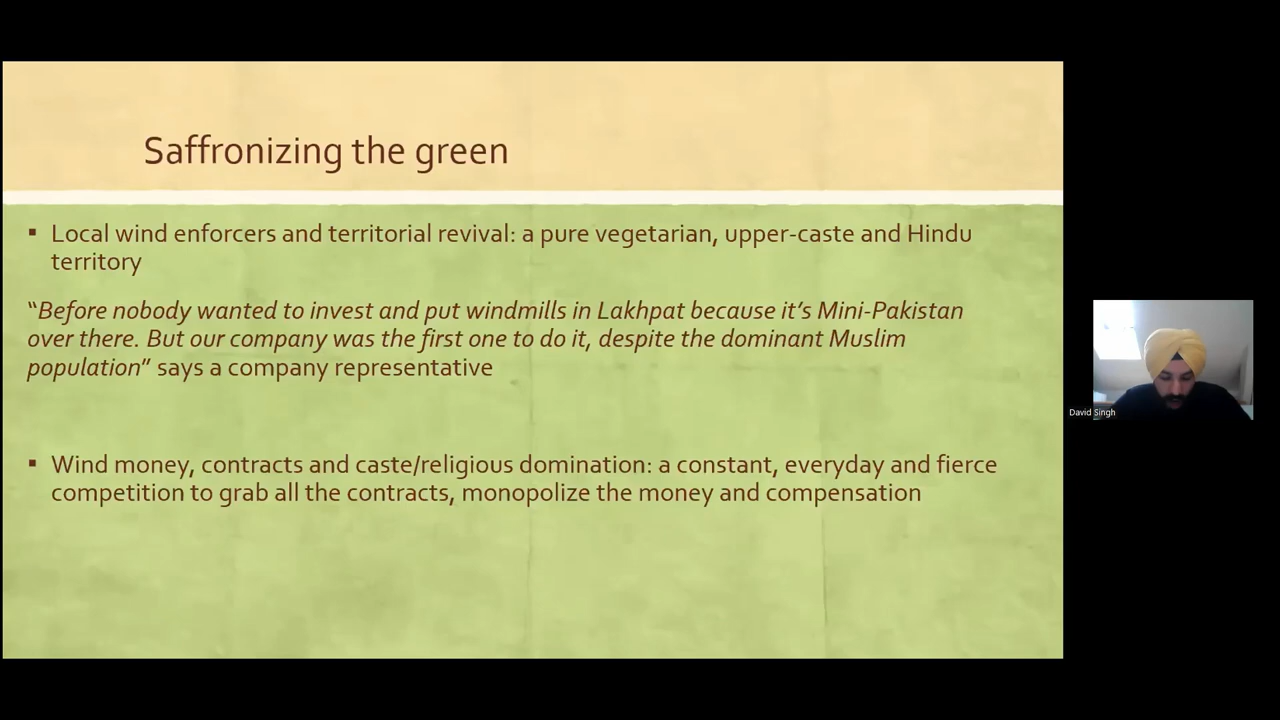 Saffronizing the green
▪ Local wind enforcers and territorial revival: a pure vegetarian, upper-caste and Hindu
territory
“Before nobody wanted to invest and put windmills in Lakhpat because it’s Mini-Pakistan
over there. But our company was the first one to do it, despite the dominant Muslim
population” says a company representative
▪ Wind money, contracts and caste/religious domination: a constant, everyday and fierce
competition to grab all the contracts, monopolize the money and compensation
David Singh